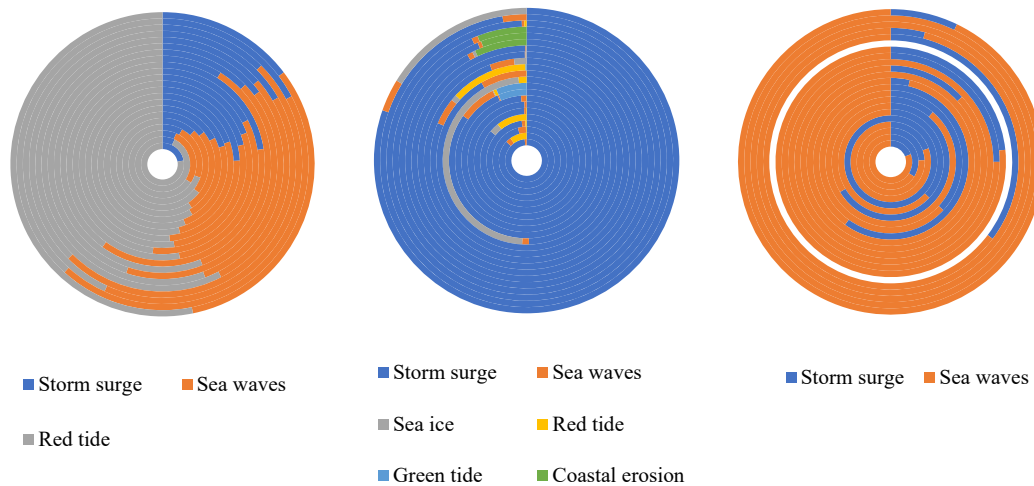 Storm surge
Sea waves
Red tide
Storm surge
Sea waves
Sea ice
Red tide
Green tide
Coastal erosion
Storm surge
Sea waves